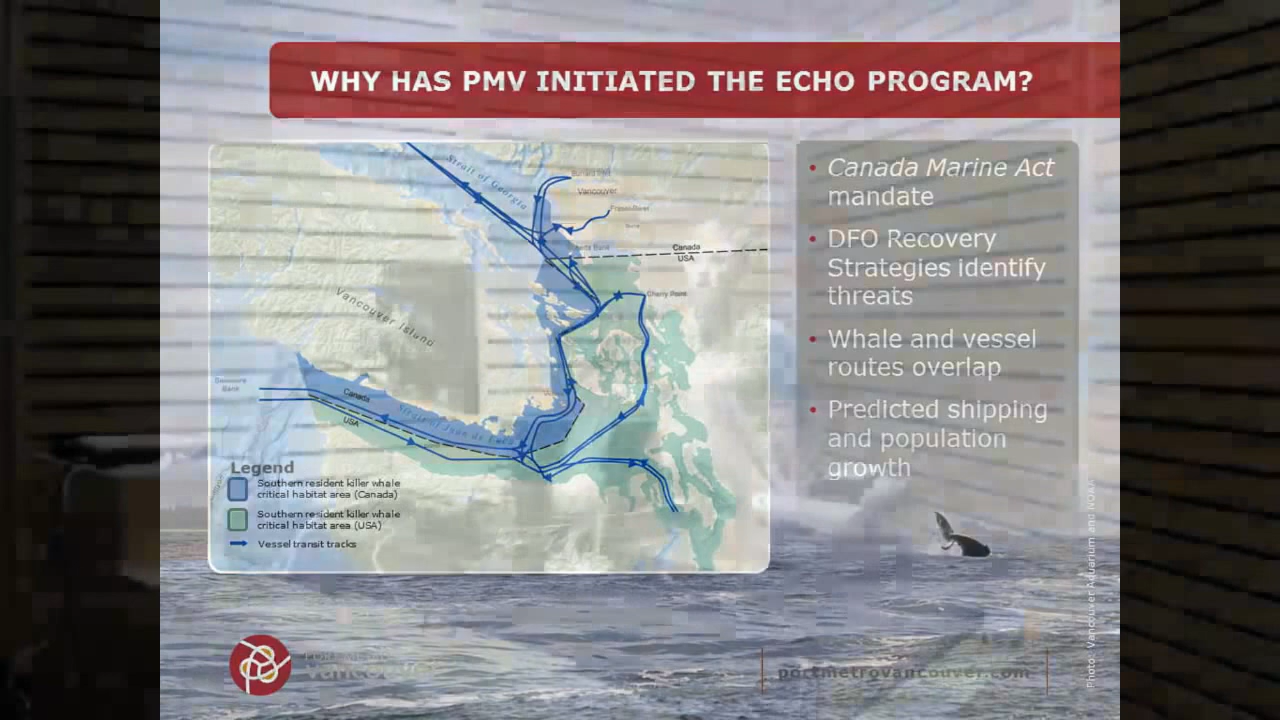 WHY HAS PMV INITIATED THE ECHO PROGRAM?
Strait of Georgia
Vancouver
Canada
USA
Cherry Point
Vancouver Island
Bank
Canada
USA
Strait of Juan de Fuca
Legend
Southern resident killer whale
critical habitat area (Canada)
Southern resident killer whale
critical habitat area (USA)
Vessel transit tracks
• Canada Marine Act
mandate
• DFO Recovery
Strategies identify
threats
• Whale and vessel
routes overlap
• Predicted shipping
and population
growth
Photo: Vancouver Aquarium and NOAA
portmetrovancouver.com